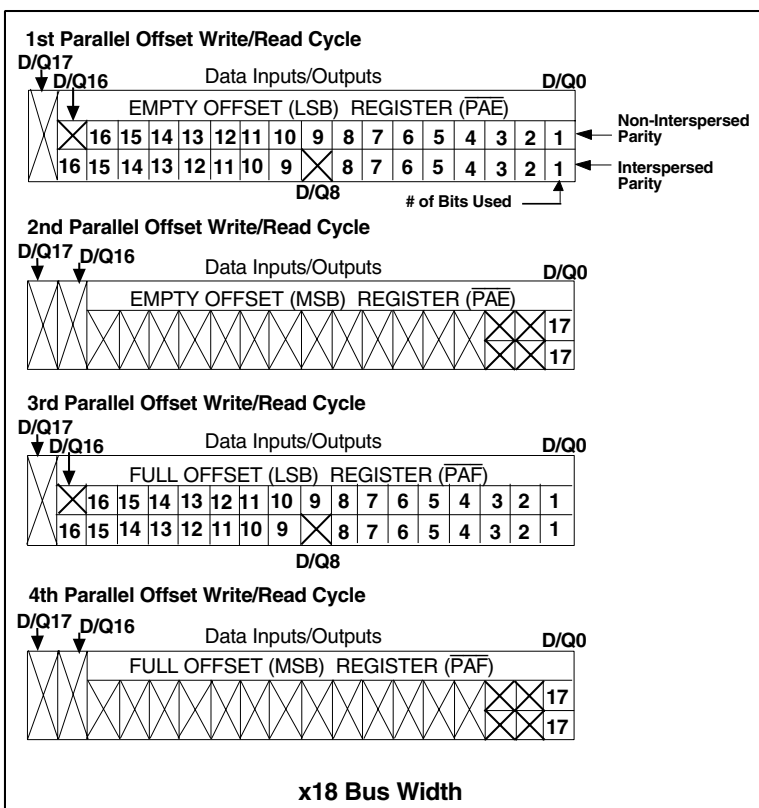 1st Parallel Offset Write/Read Cycle
D/Q17
D/Q16
Data Inputs/Outputs
D/Q0
EMPTY OFFSET (LSB) REGISTER (PAE)
16 15 14 13 12 11 10 9 8 7 6 5 4 3 2 1
Non-Interspersed
Parity
16 15 14 13 12 11 10 9 8 7 6 5 4 3 2 1
Interspersed
Parity
D/Q8
# of Bits Used
2nd Parallel Offset Write/Read Cycle
D/Q17
D/Q16
Data Inputs/Outputs
D/Q0
EMPTY OFFSET (MSB) REGISTER (PAE)
17
17
3rd Parallel Offset Write/Read Cycle
D/Q17
D/Q16
Data Inputs/Outputs
D/Q0
FULL OFFSET (LSB) REGISTER (PAF)
16 15 14 13 12 11 10 9 8 7 6 5 4 3 2 1
16 15 14 13 12 11 10 9 8 7 6 5 4 3 2 1
D/Q8
4th Parallel Offset Write/Read Cycle
D/Q17
D/Q16
Data Inputs/Outputs
D/Q0
FULL OFFSET (MSB) REGISTER (PAF)
17
17
x18 Bus Width